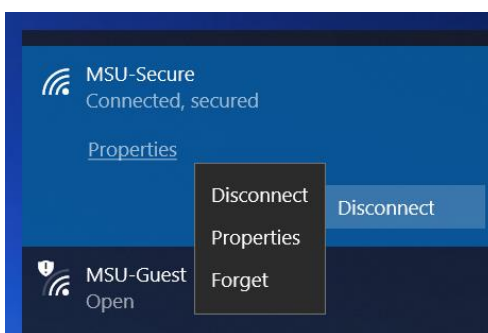 MSU-Secure
Connected, secured
Properties
Disconnect
Properties
Forget
Disconnect
MSU-Guest
Open